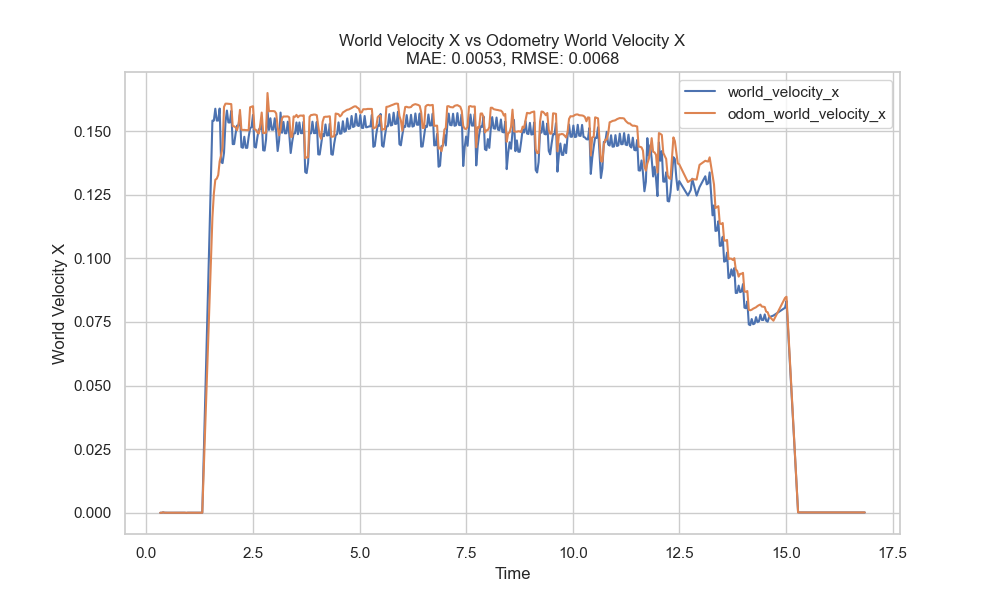 World Velocity X vs Odometry World Velocity X
MAE: 0.0053, RMSE: 0.0068
world_velocity_x
odom_world_velocity_x
World Velocity X
0.150
0.125
0.100
0.075
0.050
0.025
0.000
0.0 2.5 5.0 7.5 10.0 12.5 15.0 17.5
Time